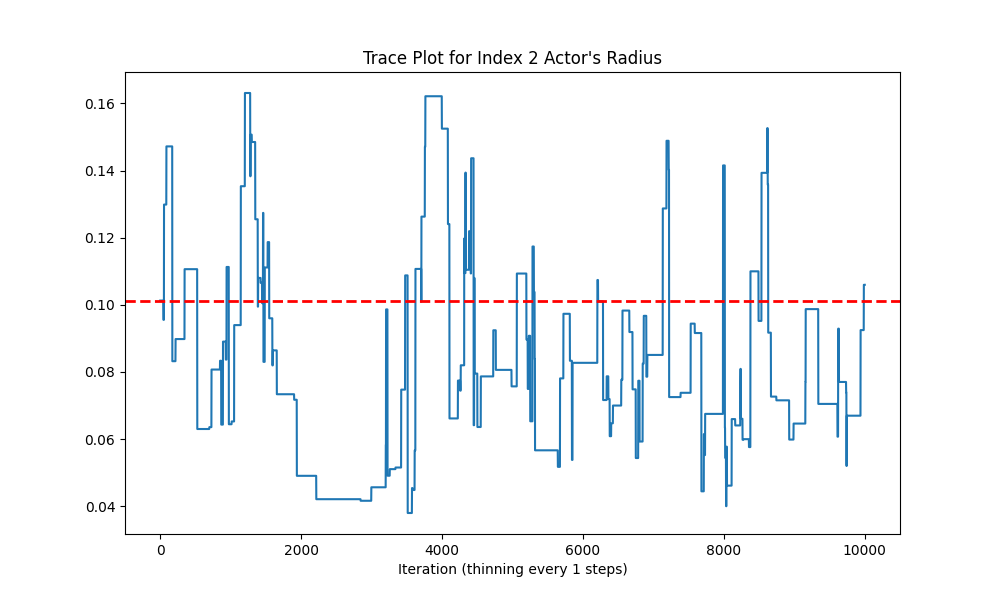 Trace Plot for Index 2 Actor's Radius
0.16
0.14
0.12
0.10
0.08
0.06
0.04
0 2000 4000 6000 8000 10000
Iteration (thinning every 1 steps)